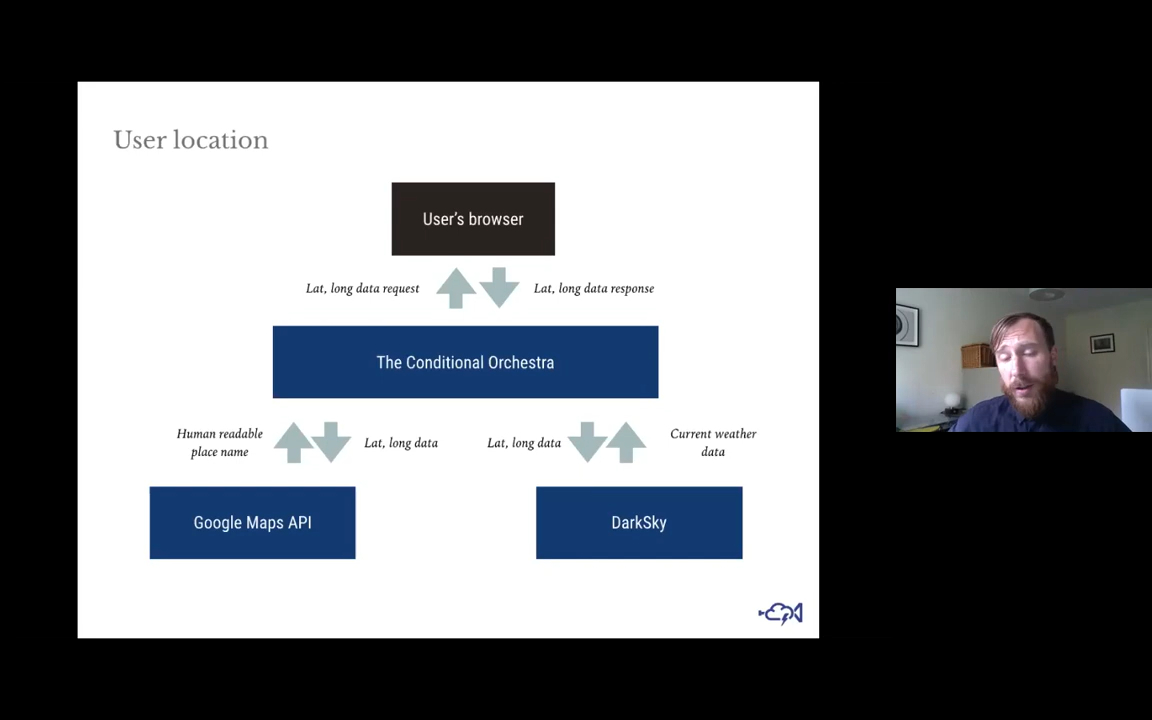 User location
User's browser
Lat, long data request
Lat, long data response
The Conditional Orchestra
Human readable
place name
Lat, long data
Lat, long data
Current weather
data
Google Maps API
DarkSky